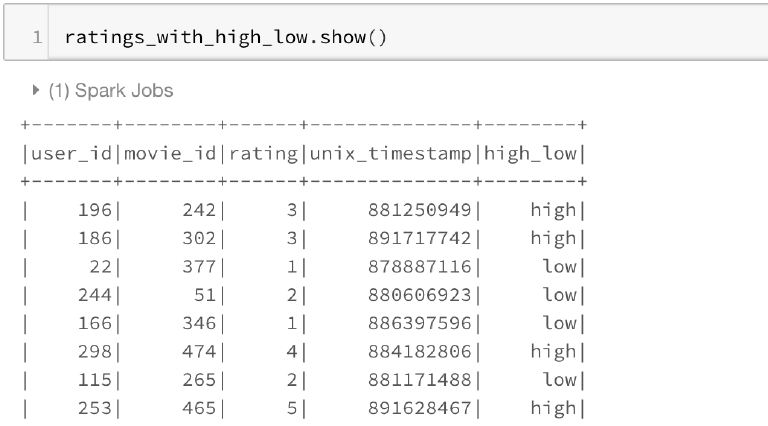 1 ratings_with_high_low.show()
▸ (1) Spark Jobs
+-------+--------+------+--------------+--------+
|user_id|movie_id|rating|unix_timestamp|high_low|
+-------+--------+------+--------------+--------+
|    196|     242|     3|     881250949|    high|
|    186|     302|     3|     891717742|    high|
|     22|     377|     1|     878887116|     low|
|    244|      51|     2|     880606923|     low|
|    166|     346|     1|     886397596|     low|
|    298|     474|     4|     884182806|    high|
|    115|     265|     2|     881171488|     low|
|    253|     465|     5|     891628467|    high|